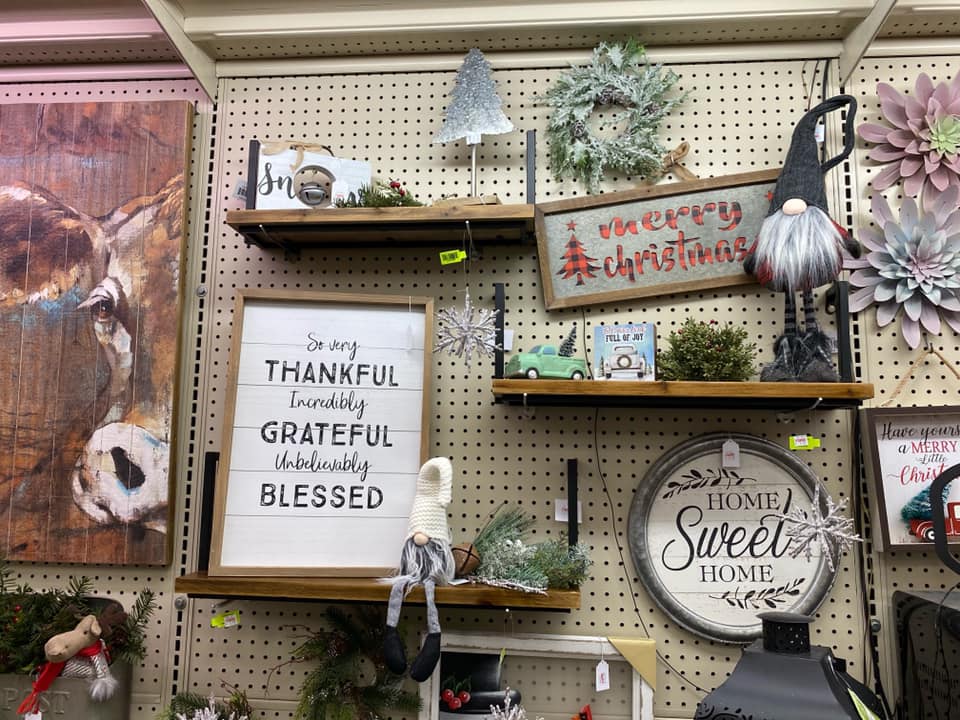 Sn
merry
christmas
So very
THANKFUL
Incredibly
GRATEFUL
Unbelievably
BLESSED
FULL OF JOY
HOME
Sweet
HOME
Have yours
a MERRY
Little
Christ
POST